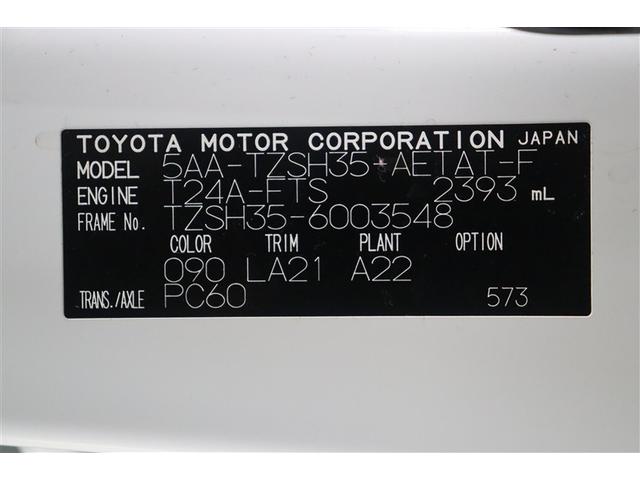 TOYOTA MOTOR CORPORATION JAPAN
MODEL 5AA-TZSH35-AETAT-F
ENGINE T24A-FTS 2393 mL
FRAME No. TZSH35-6003548
COLOR TRIM PLANT OPTION
090 LA21 A22
TRANS./AXLE PC60 573